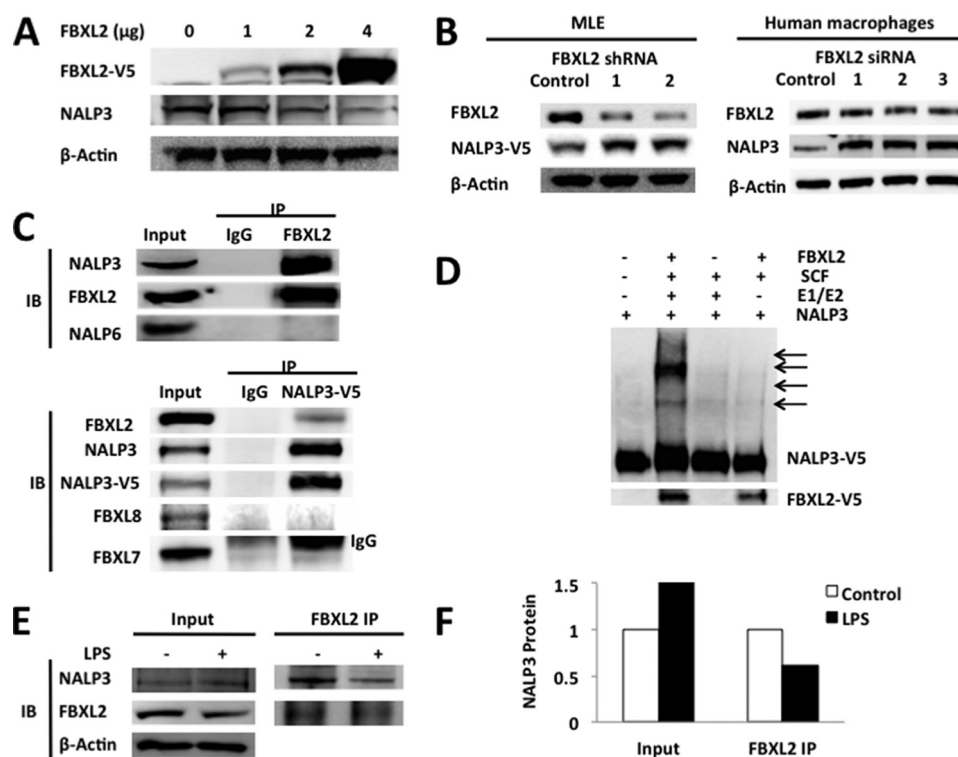 A
FBXL2 (µg) 0 1 2 4
FBXL2-V5
NALP3
β-Actin
B
MLE
FBXL2 shRNA
Control 1 2
FBXL2
NALP3-V5
β-Actin
Human macrophages
FBXL2 siRNA
Control 1 2 3
FBXL2
NALP3
β-Actin
C
IP
Input IgG FBXL2
IB
NALP3
FBXL2
NALP6
IP
Input IgG NALP3-V5
IB
FBXL2
NALP3
NALP3-V5
FBXL8
FBXL7
IgG
D
- + - + FBXL2
- + + + SCF
- + + - E1/E2
+ + + + NALP3
NALP3-V5
FBXL2-V5
E
Input FBXL2 IP
LPS - + - +
IB
NALP3
FBXL2
β-Actin
F
NALP3 Protein
1.5
1
0.5
0
Control
LPS
Input FBXL2 IP